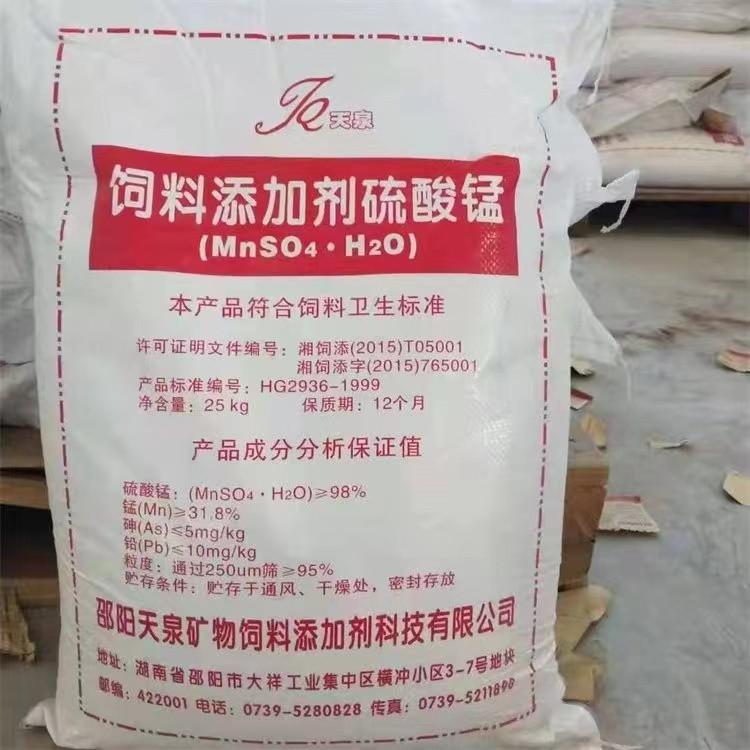 TQ天泉
饲料添加剂硫酸锰
(MnSO4·H2O)
本产品符合饲料卫生标准
许可证明文件编号：湘饲添(2015)T05001
湘饲添字(2015)765001
产品标准编号：HG2936-1999
净含量：25kg 保质期：12个月
产品成分分析保证值
硫酸锰：(MnSO4·H2O)≥98%
锰(Mn)≥31,8%
砷(As)≤5mg/kg
铅(Pb)≤10mg/kg
粒度：通过250um筛≥95%
贮存条件：贮存于通风、干燥处，密封存放
邵阳天泉矿物饲料添加剂科技有限公司
地址：湖南省邵阳市大祥工业集中区横冲小区3-7号地块
邮编：422001 电话：0739-5280828 传真：0739-5211898